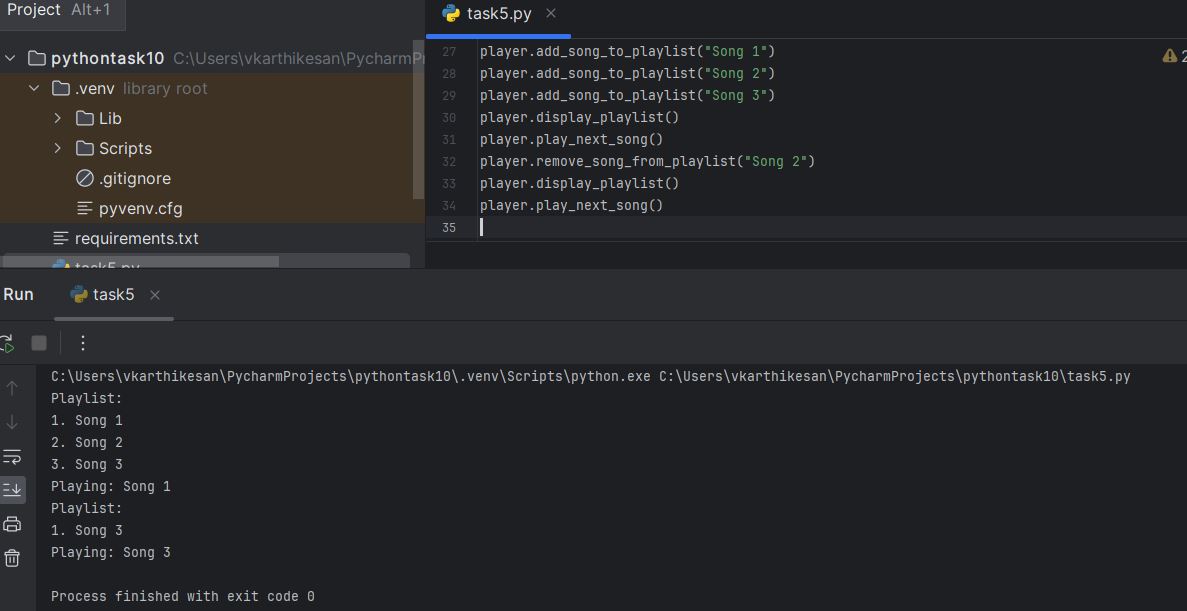 Project Alt+1
pythontask10 C:\Users\vkarthikesan\PycharmPr
.venv library root
Lib
Scripts
.gitignore
pyvenv.cfg
requirements.txt
task5.py
task5.py
2
27 player.add_song_to_playlist("Song 1")
28 player.add_song_to_playlist("Song 2")
29 player.add_song_to_playlist("Song 3")
30 player.display_playlist()
31 player.play_next_song()
32 player.remove_song_from_playlist("Song 2")
33 player.display_playlist()
34 player.play_next_song()
35
Run task5
C:\Users\vkarthikesan\PycharmProjects\pythontask10\.venv\Scripts\python.exe C:\Users\vkarthikesan\PycharmProjects\pythontask10\task5.py
Playlist:
1. Song 1
2. Song 2
3. Song 3
Playing: Song 1
Playlist:
1. Song 3
Playing: Song 3
Process finished with exit code 0